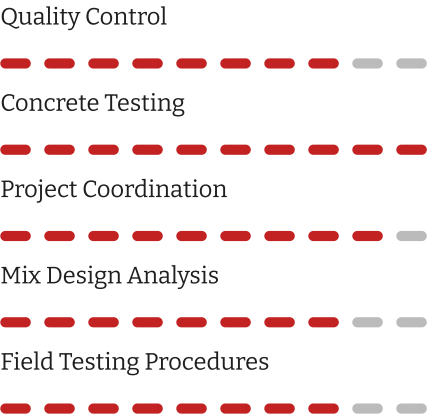 Quality Control
Concrete Testing
Project Coordination
Mix Design Analysis
Field Testing Procedures